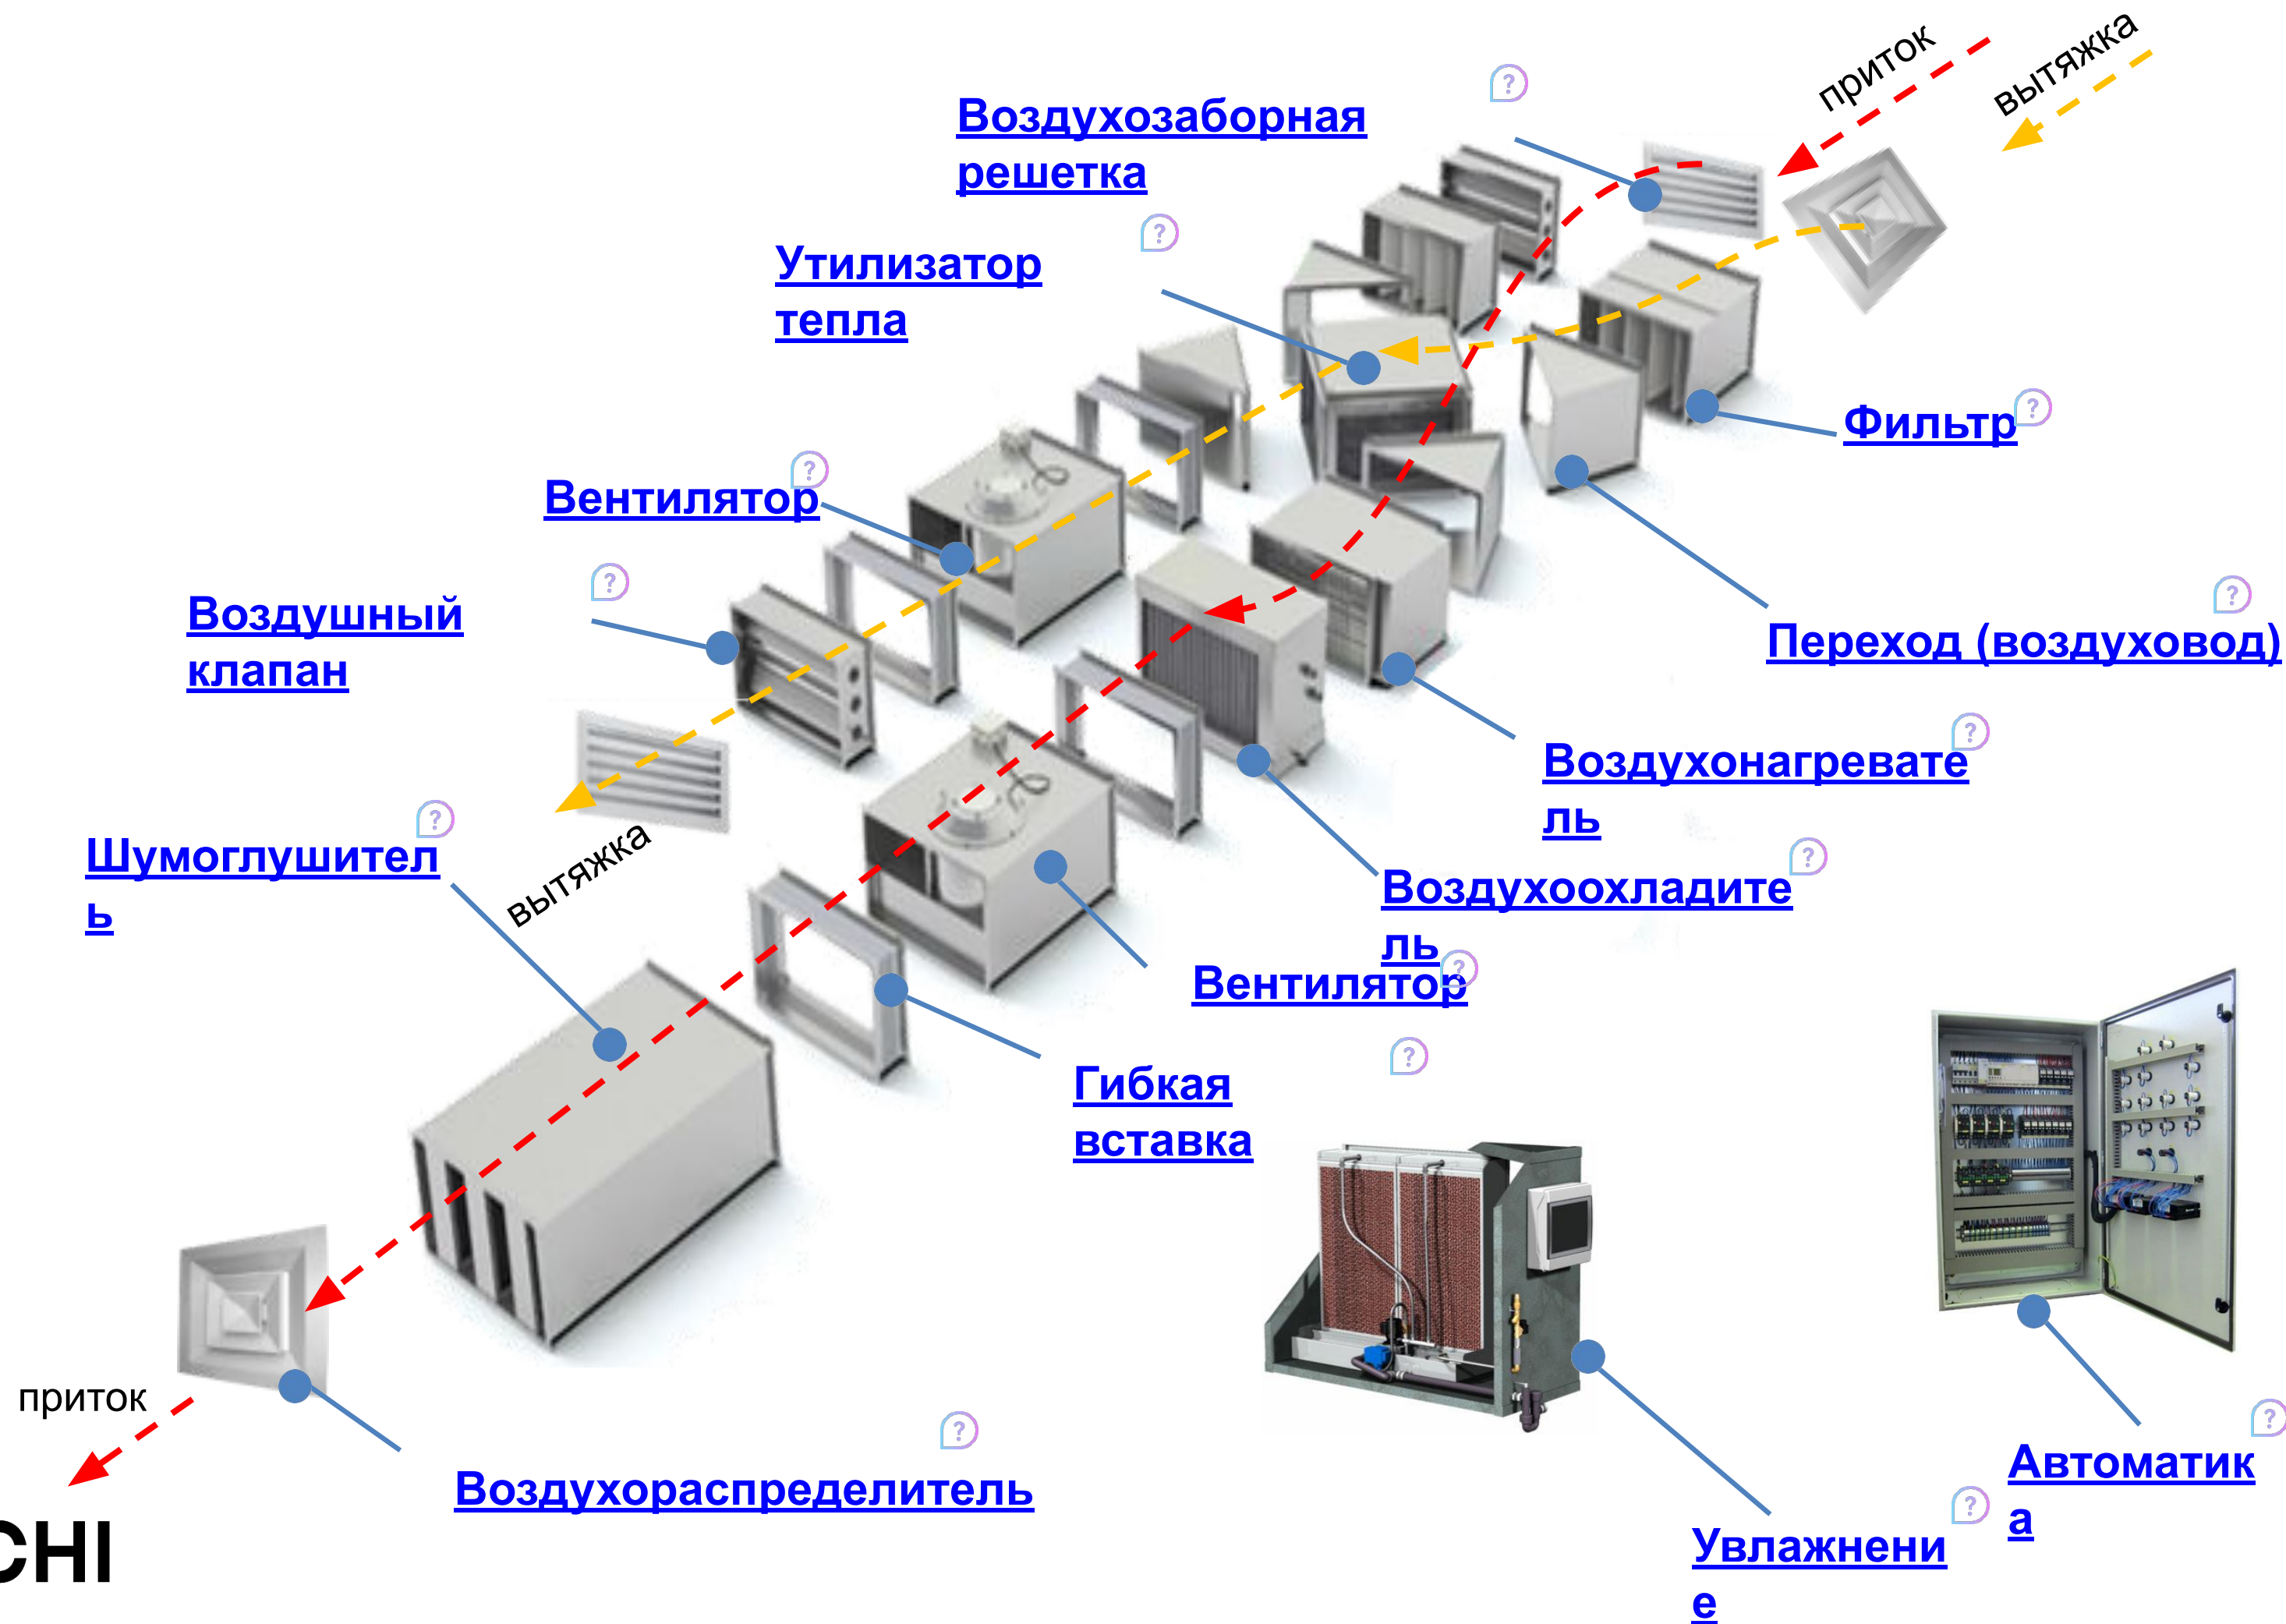 приток
вытяжка
Воздухозаборная
решетка
Утилизатор
тепла
Фильтр
Вентилятор
Воздушный
клапан
Переход (воздуховод)
Воздухонагревате
ль
Шумоглушител
ь
вытяжка
Воздухоохладите
ль
Вентилятор
Гибкая
вставка
приток
Воздухораспределитель
Автоматик
а
Увлажнени
е
CHI